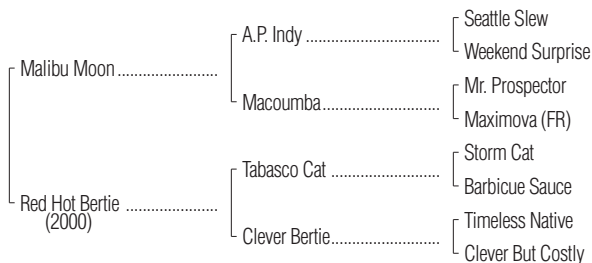 Seattle Slew
A.P. Indy ....................................
Weekend Surprise
Malibu Moon ...........................
Mr. Prospector
Macoumba ................................
Maximova (FR)
Storm Cat
Tabasco Cat ..............................
Barbicue Sauce
Red Hot Bertie .........................
(2000)
Timeless Native
Clever Bertie..............................
Clever But Costly